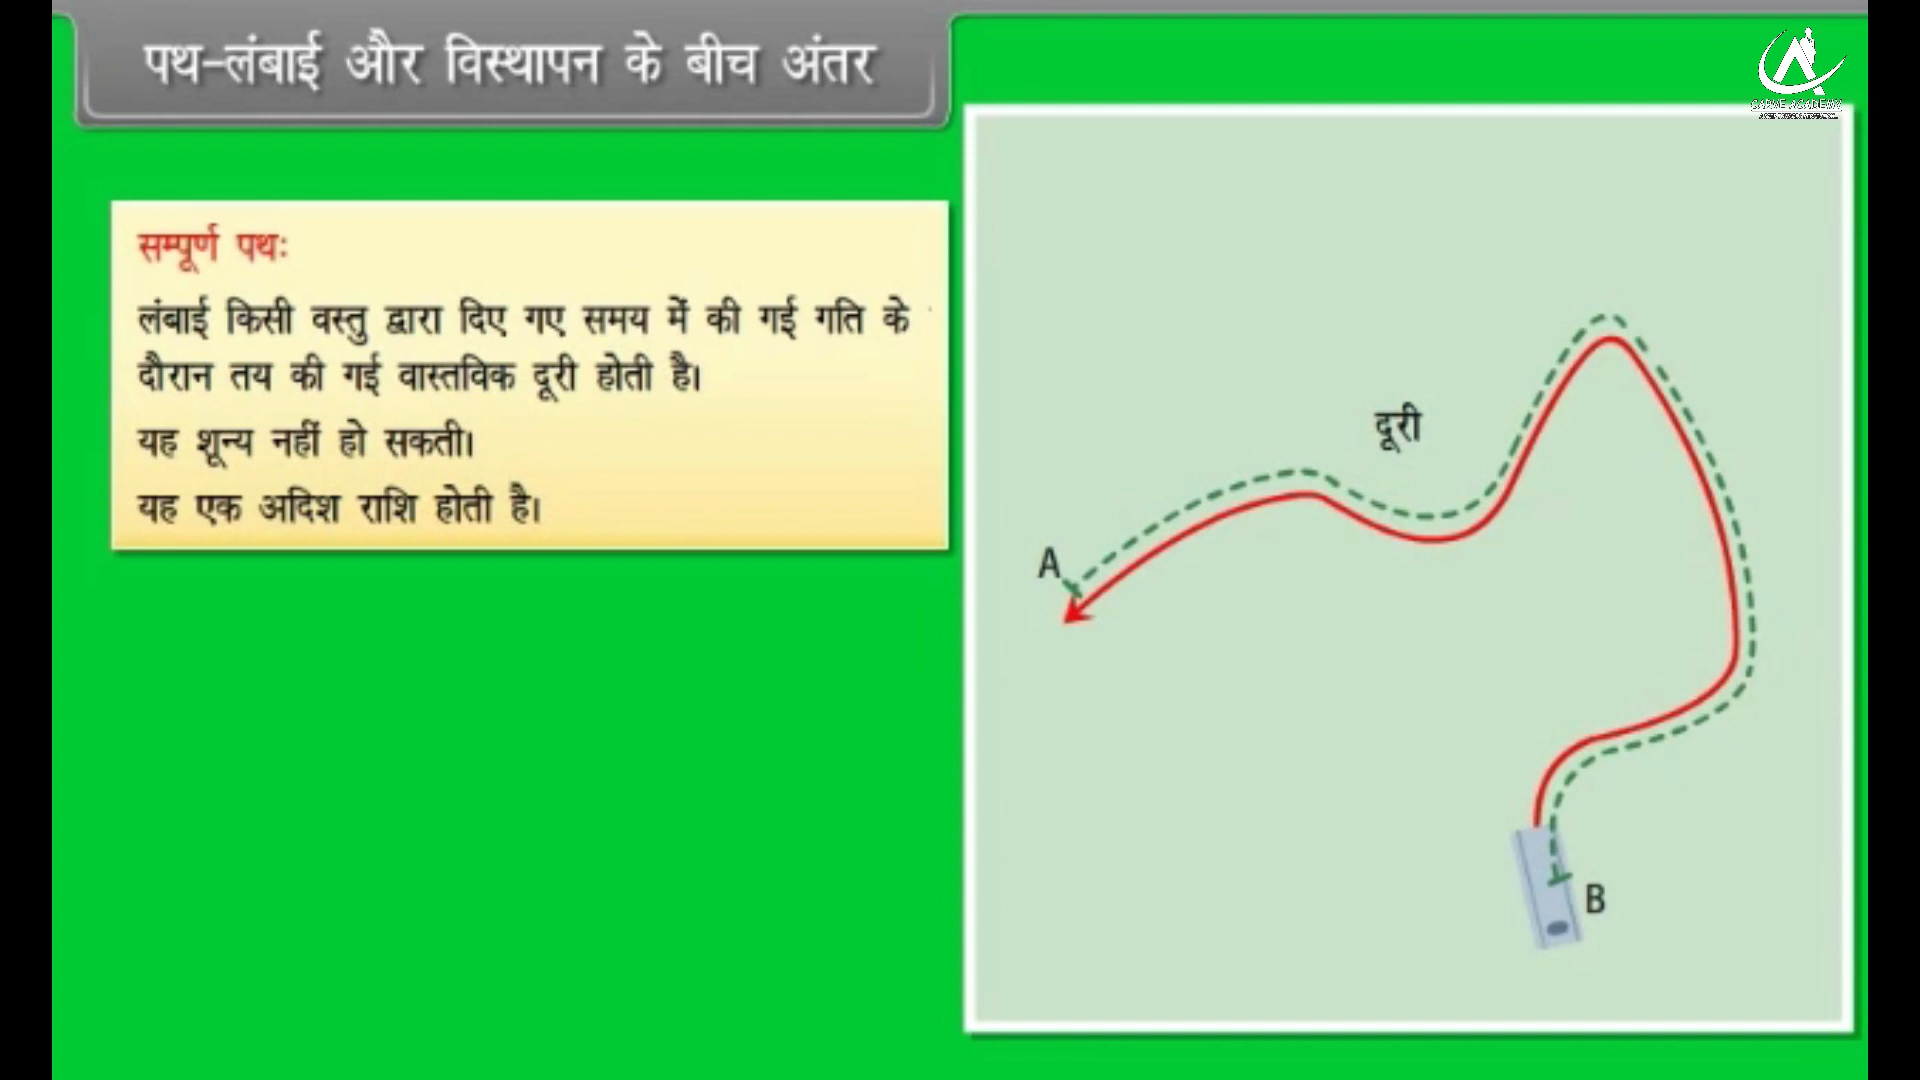 पथ-लंबाई और विस्थापन के बीच अंतर
सम्पूर्ण पथः
लंबाई किसी वस्तु द्वारा दिए गए समय में की गई गति के
दौरान तय की गई वास्तविक दूरी होती है।
यह शून्य नहीं हो सकती।
यह एक अदिश राशि होती है।
दूरी
A
B